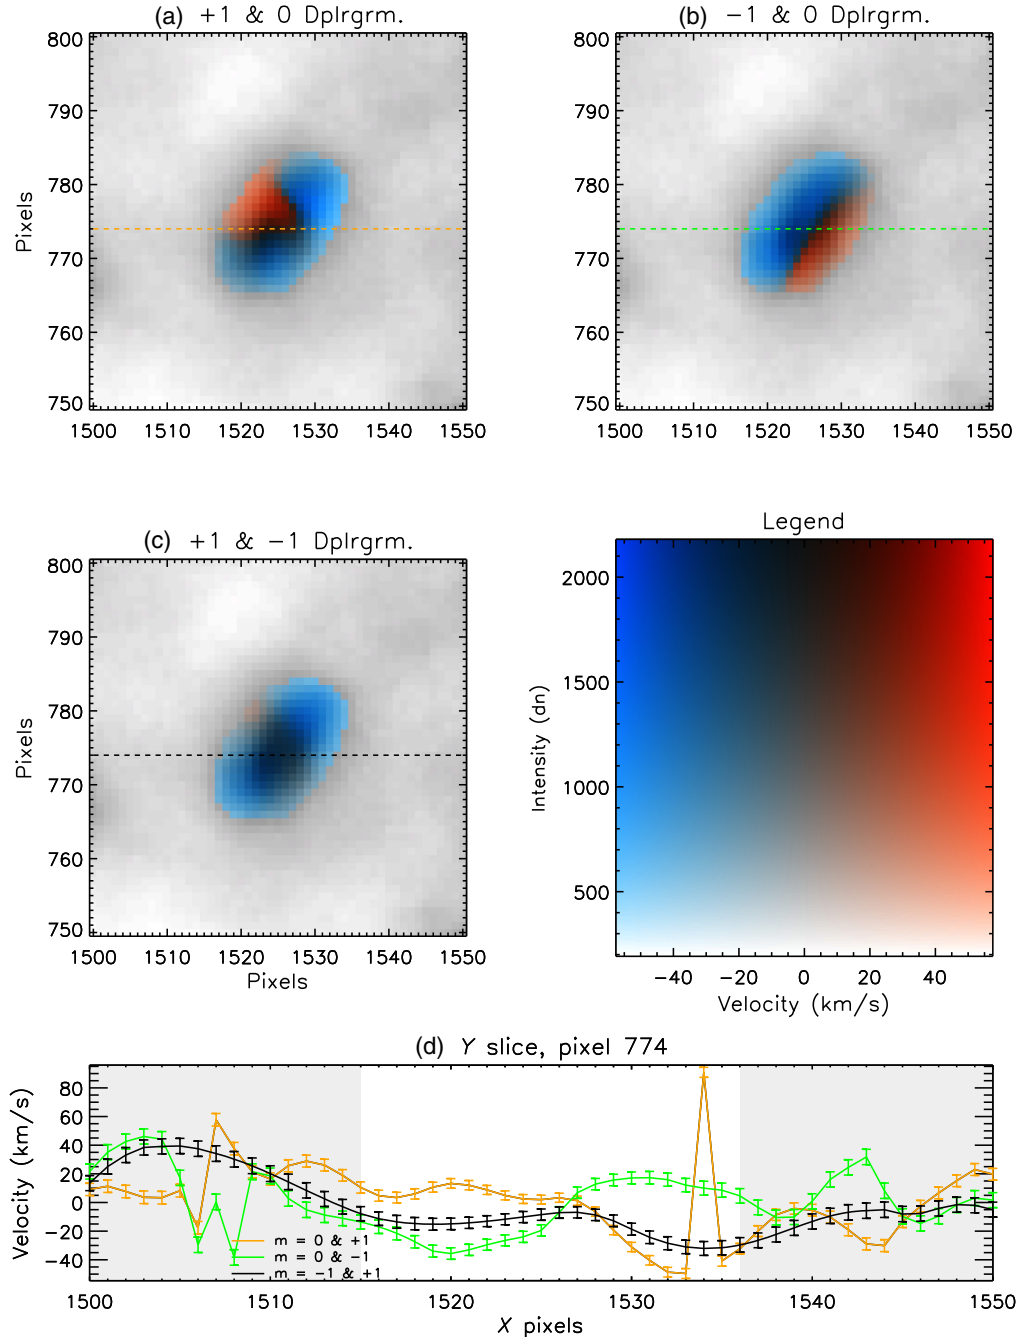 (a) +1 & 0 Dplrgrm.
(b) −1 & 0 Dplrgrm.
800
790
780
770
760
750
Pixels
1500 1510 1520 1530 1540 1550
800
790
780
770
760
750
1500 1510 1520 1530 1540 1550
(c) +1 & −1 Dplrgrm.
800
790
780
770
760
750
Pixels
1500 1510 1520 1530 1540 1550
Pixels
Legend
2000
1500
1000
500
Intensity (dn)
−40 −20 0 20 40
Velocity (km/s)
(d) Y slice, pixel 774
80
60
40
20
0
−20
−40
Velocity (km/s)
m = 0 & +1
m = 0 & −1
m = −1 & +1
1500 1510 1520 1530 1540 1550
X pixels